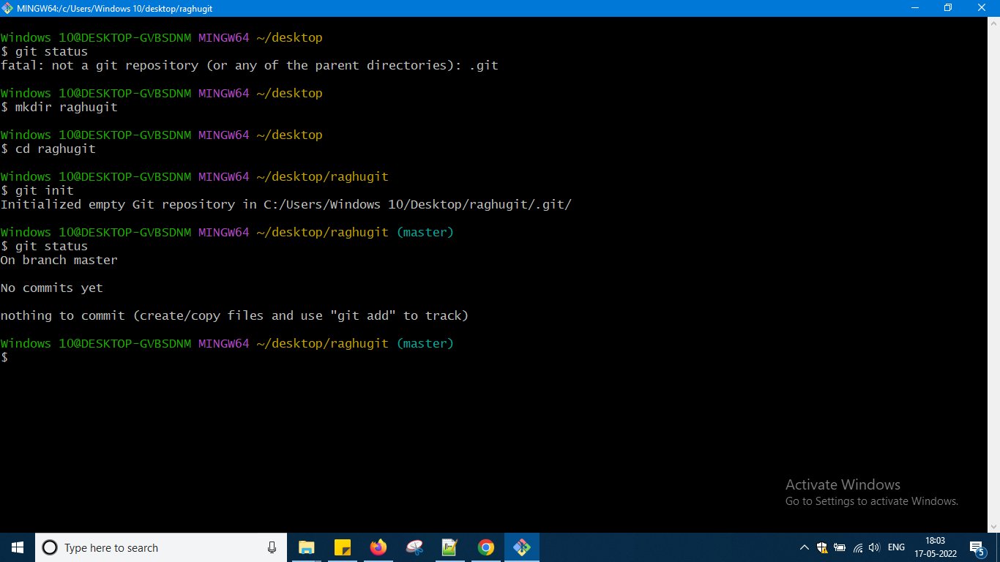 MINGW64:/c/Users/Windows 10/desktop/raghugit
Windows 10@DESKTOP-GVBSDNM MINGW64 ~/desktop
$ git status
fatal: not a git repository (or any of the parent directories): .git
Windows 10@DESKTOP-GVBSDNM MINGW64 ~/desktop
$ mkdir raghugit
Windows 10@DESKTOP-GVBSDNM MINGW64 ~/desktop
$ cd raghugit
Windows 10@DESKTOP-GVBSDNM MINGW64 ~/desktop/raghugit
$ git init
Initialized empty Git repository in C:/Users/Windows 10/Desktop/raghugit/.git/
Windows 10@DESKTOP-GVBSDNM MINGW64 ~/desktop/raghugit (master)
$ git status
On branch master
No commits yet
nothing to commit (create/copy files and use "git add" to track)
Windows 10@DESKTOP-GVBSDNM MINGW64 ~/desktop/raghugit (master)
$
Activate Windows
Go to Settings to activate Windows.
Type here to search
ENG
18:03
17-05-2022
5